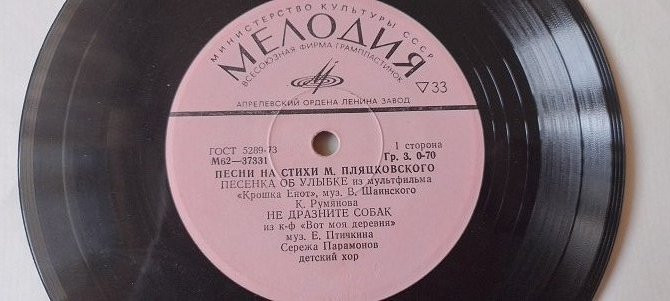 МИНИСТЕРСТВО КУЛЬТУРЫ СССР
МЕЛОДИЯ
ВСЕСОЮЗНАЯ ФИРМА ГРАМПЛАСТИНОК
▽33
АПРЕЛЕВСКИЙ ОРДЕНА ЛЕНИНА ЗАВОД
ГОСТ 5289-73
1 сторона
М62—37331
Гр. 3. 0-70
ПЕСНИ НА СТИХИ М. ПЛЯЦКОВСКОГО
ПЕСЕНКА ОБ УЛЫБКЕ из мультфильма
«Крошка Енот», муз. В. Шаинского
К. Румянова
НЕ ДРАЗНИТЕ СОБАК
из к-ф «Вот моя деревня»
муз. Е. Птичкина
Сережа Парамонов
детский хор